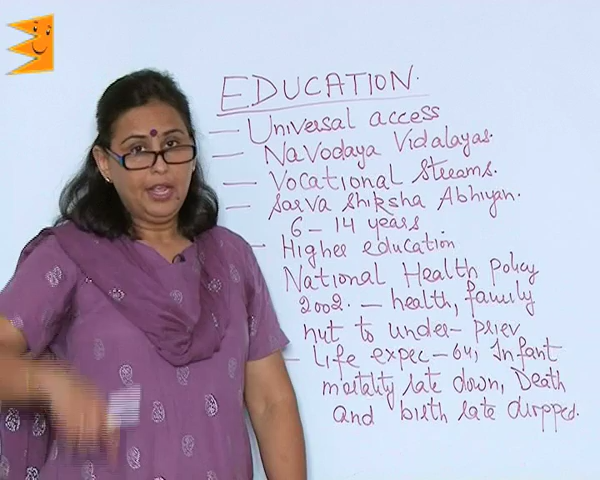 EDUCATION.
— Universal access
— Navodaya Vidalayas.
— Vocational streams.
— Sarva Shiksha Abhiyan.
6 – 14 years
- Higher education
National Health Policy
2002. — health, family
nut to under – priev
— Life expec – 64, Infant
mortality rate down, Death
and birth rate dropped.